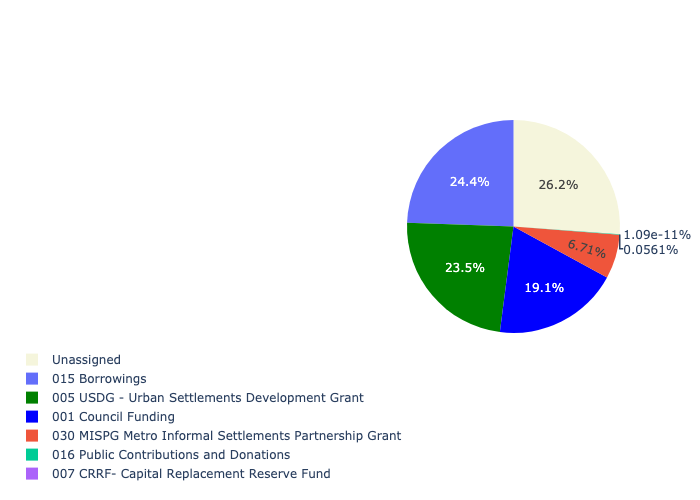 24.4%
26.2%
1.09e-11%
0.0561%
6.71%
23.5%
19.1%
Unassigned
015 Borrowings
005 USDG - Urban Settlements Development Grant
001 Council Funding
030 MISPG Metro Informal Settlements Partnership Grant
016 Public Contributions and Donations
007 CRRF- Capital Replacement Reserve Fund